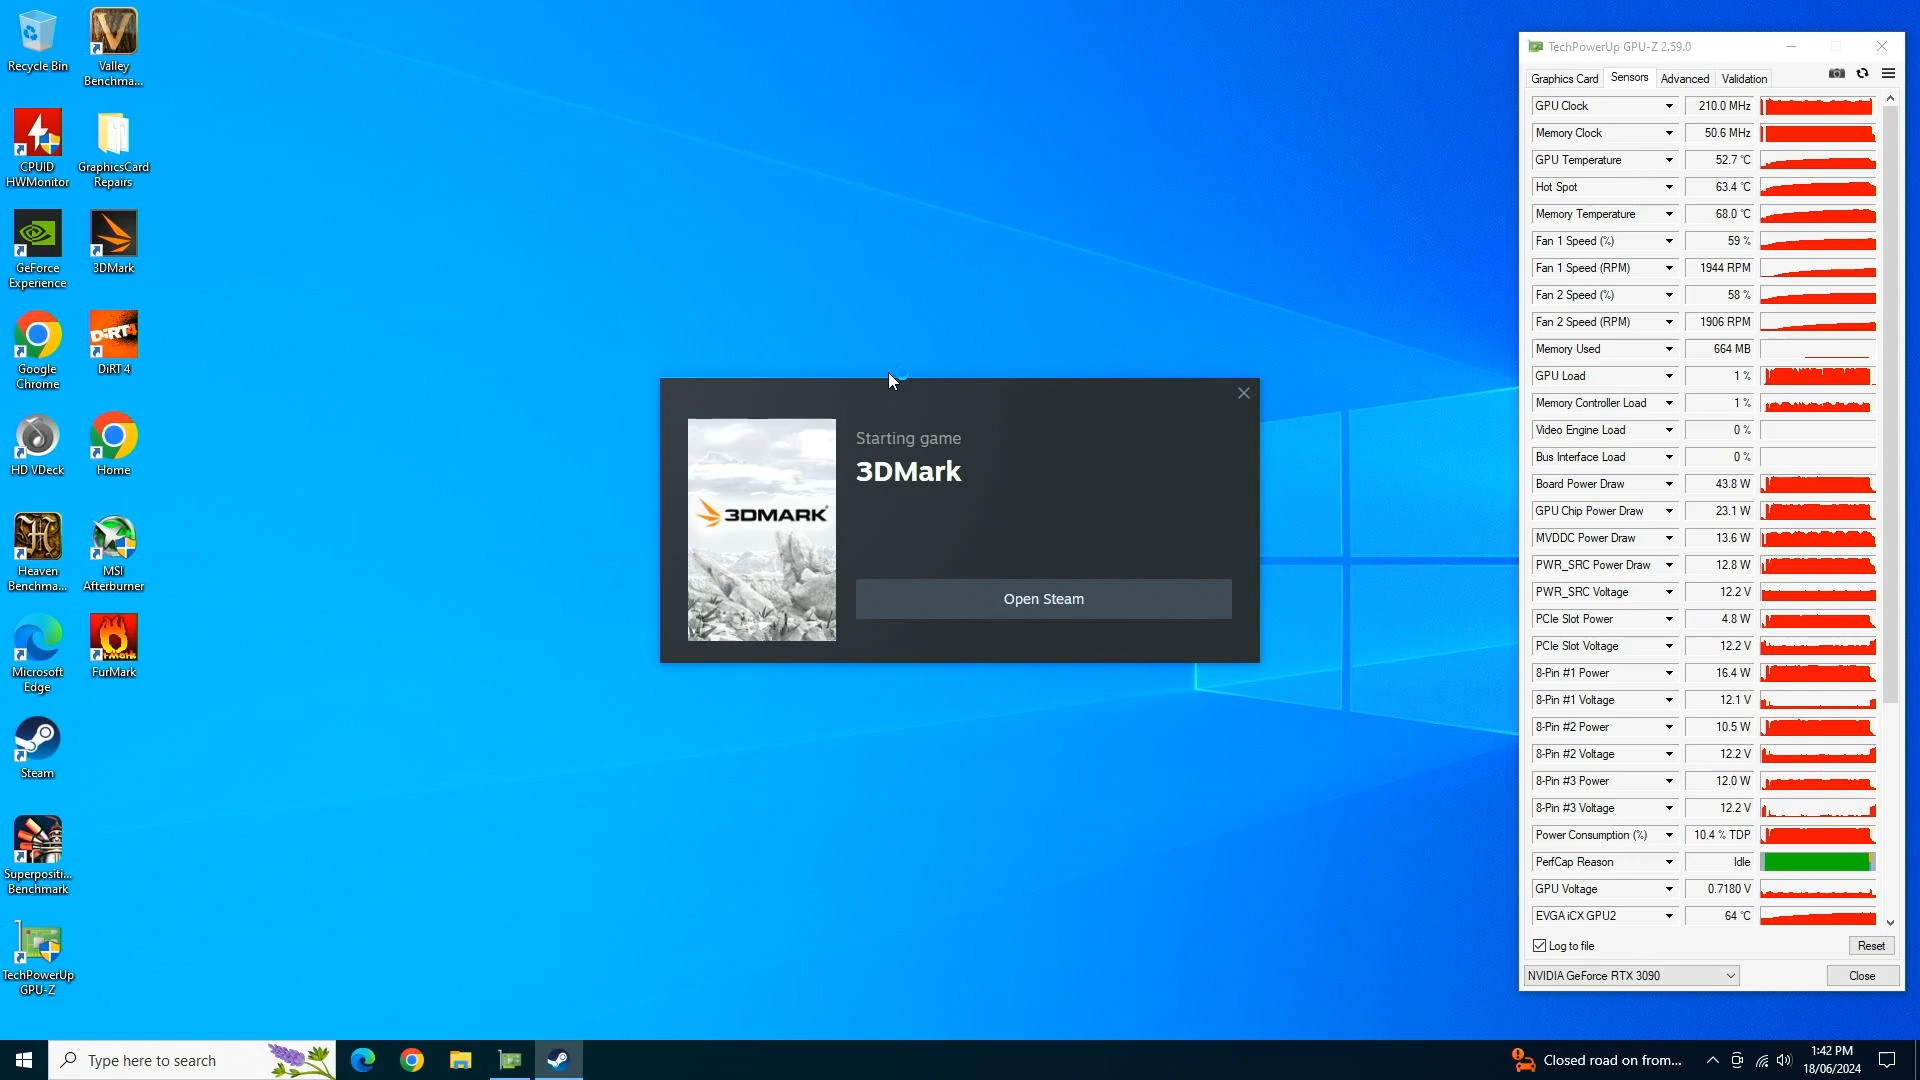 Recycle Bin
Valley
Benchma...
CPUID
HWMonitor
GraphicsCard
Repairs
GeForce
Experience
3DMark
Google
Chrome
DiRT 4
HD VDeck
Home
Heaven
Benchma...
MSI
Afterburner
Microsoft
Edge
FurMark
Steam
Superpositi...
Benchmark
TechPowerUp
GPU-Z
Starting game
3DMark
3DMARK
Open Steam
TechPowerUp GPU-Z 2.59.0
Graphics Card Sensors Advanced Validation
GPU Clock 210.0 MHz
Memory Clock 50.6 MHz
GPU Temperature 52.7 °C
Hot Spot 63.4 °C
Memory Temperature 68.0 °C
Fan 1 Speed (%) 59 %
Fan 1 Speed (RPM) 1944 RPM
Fan 2 Speed (%) 58 %
Fan 2 Speed (RPM) 1906 RPM
Memory Used 664 MB
GPU Load 1 %
Memory Controller Load 1 %
Video Engine Load 0 %
Bus Interface Load 0 %
Board Power Draw 43.8 W
GPU Chip Power Draw 23.1 W
MVDDC Power Draw 13.6 W
PWR_SRC Power Draw 12.8 W
PWR_SRC Voltage 12.2 V
PCIe Slot Power 4.8 W
PCIe Slot Voltage 12.2 V
8-Pin #1 Power 16.4 W
8-Pin #1 Voltage 12.1 V
8-Pin #2 Power 10.5 W
8-Pin #2 Voltage 12.2 V
8-Pin #3 Power 12.0 W
8-Pin #3 Voltage 12.2 V
Power Consumption (%) 10.4 % TDP
PerfCap Reason Idle
GPU Voltage 0.7180 V
EVGA iCX GPU2 64 °C
Log to file Reset
NVIDIA GeForce RTX 3090 Close
Type here to search
Closed road on from...
1:42 PM
18/06/2024